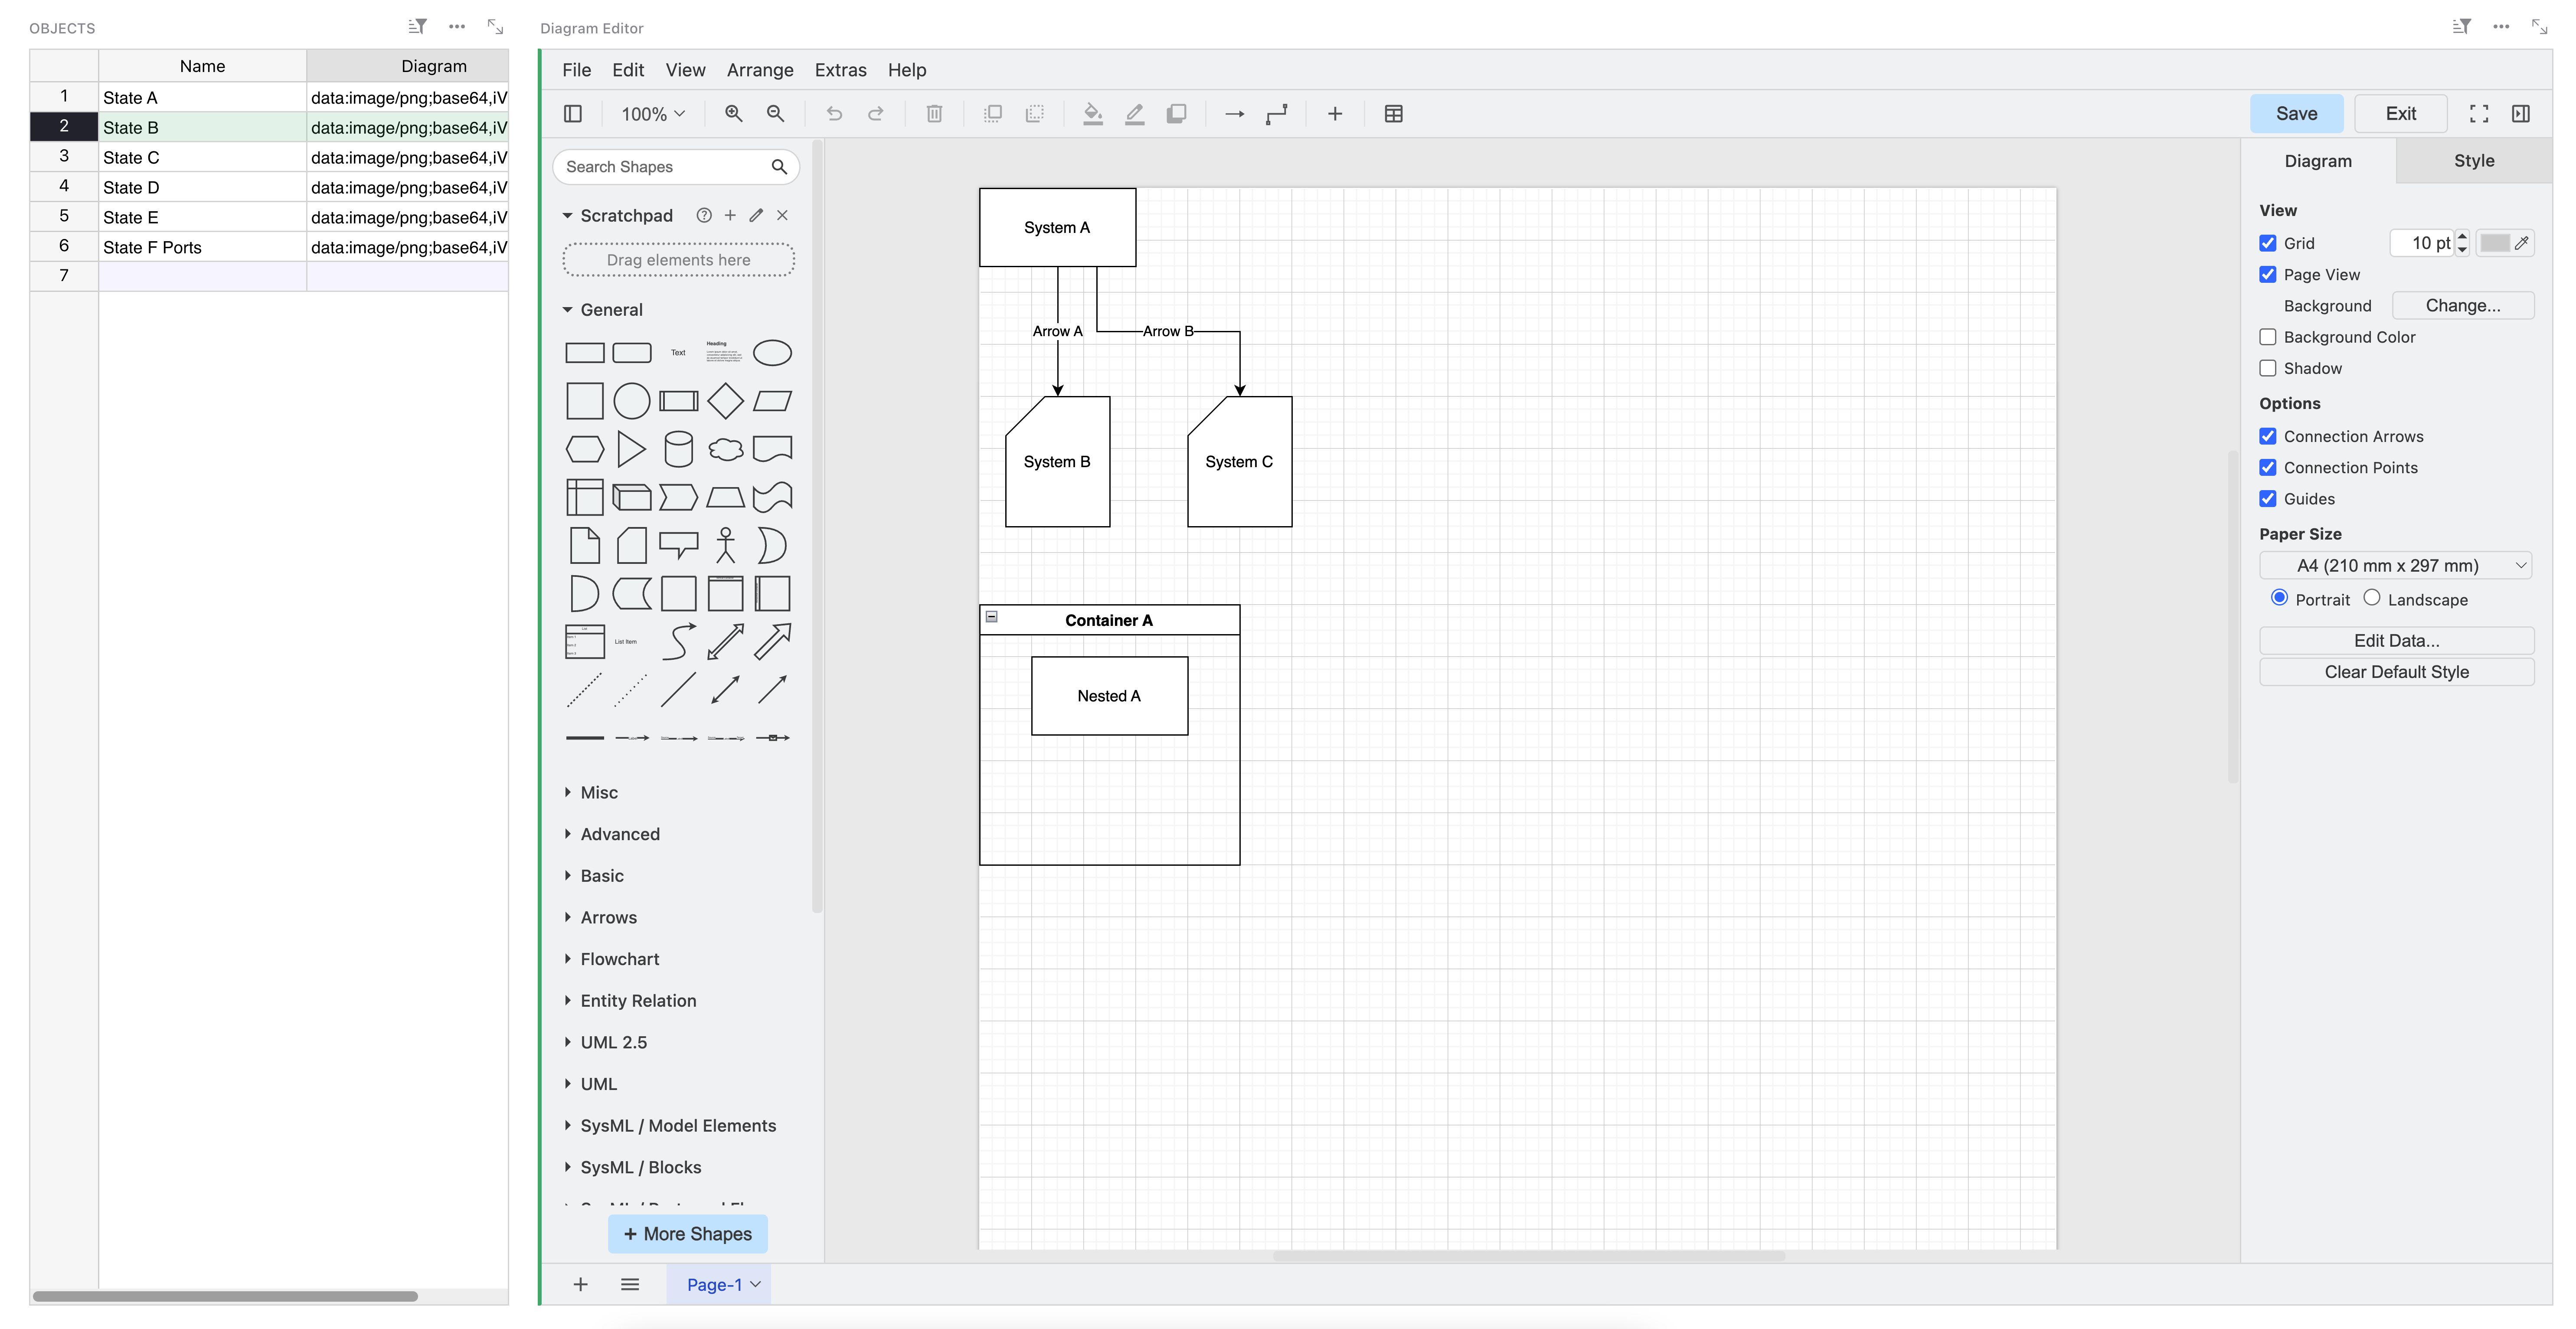 OBJECTS
Name Diagram
1 State A data:image/png;base64,iV
2 State B data:image/png;base64,iV
3 State C data:image/png;base64,iV
4 State D data:image/png;base64,iV
5 State E data:image/png;base64,iV
6 State F Ports data:image/png;base64,iV
7
Diagram Editor
File Edit View Arrange Extras Help
100%
Save Exit
Search Shapes
Scratchpad
Drag elements here
General
Text
Heading
List Item
Misc
Advanced
Basic
Arrows
Flowchart
Entity Relation
UML 2.5
UML
SysML / Model Elements
SysML / Blocks
+ More Shapes
Page-1
System A
Arrow A
Arrow B
System B
System C
Container A
Nested A
Diagram Style
View
Grid 10 pt
Page View
Background Change...
Background Color
Shadow
Options
Connection Arrows
Connection Points
Guides
Paper Size
A4 (210 mm x 297 mm)
Portrait Landscape
Edit Data...
Clear Default Style